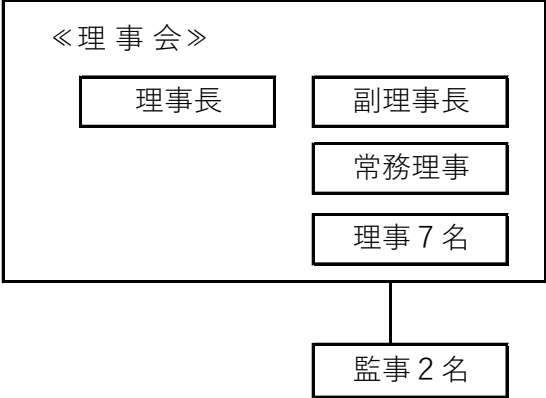 ≪理 事 会≫
理事長
副理事長
常務理事
理事７名
監事２名